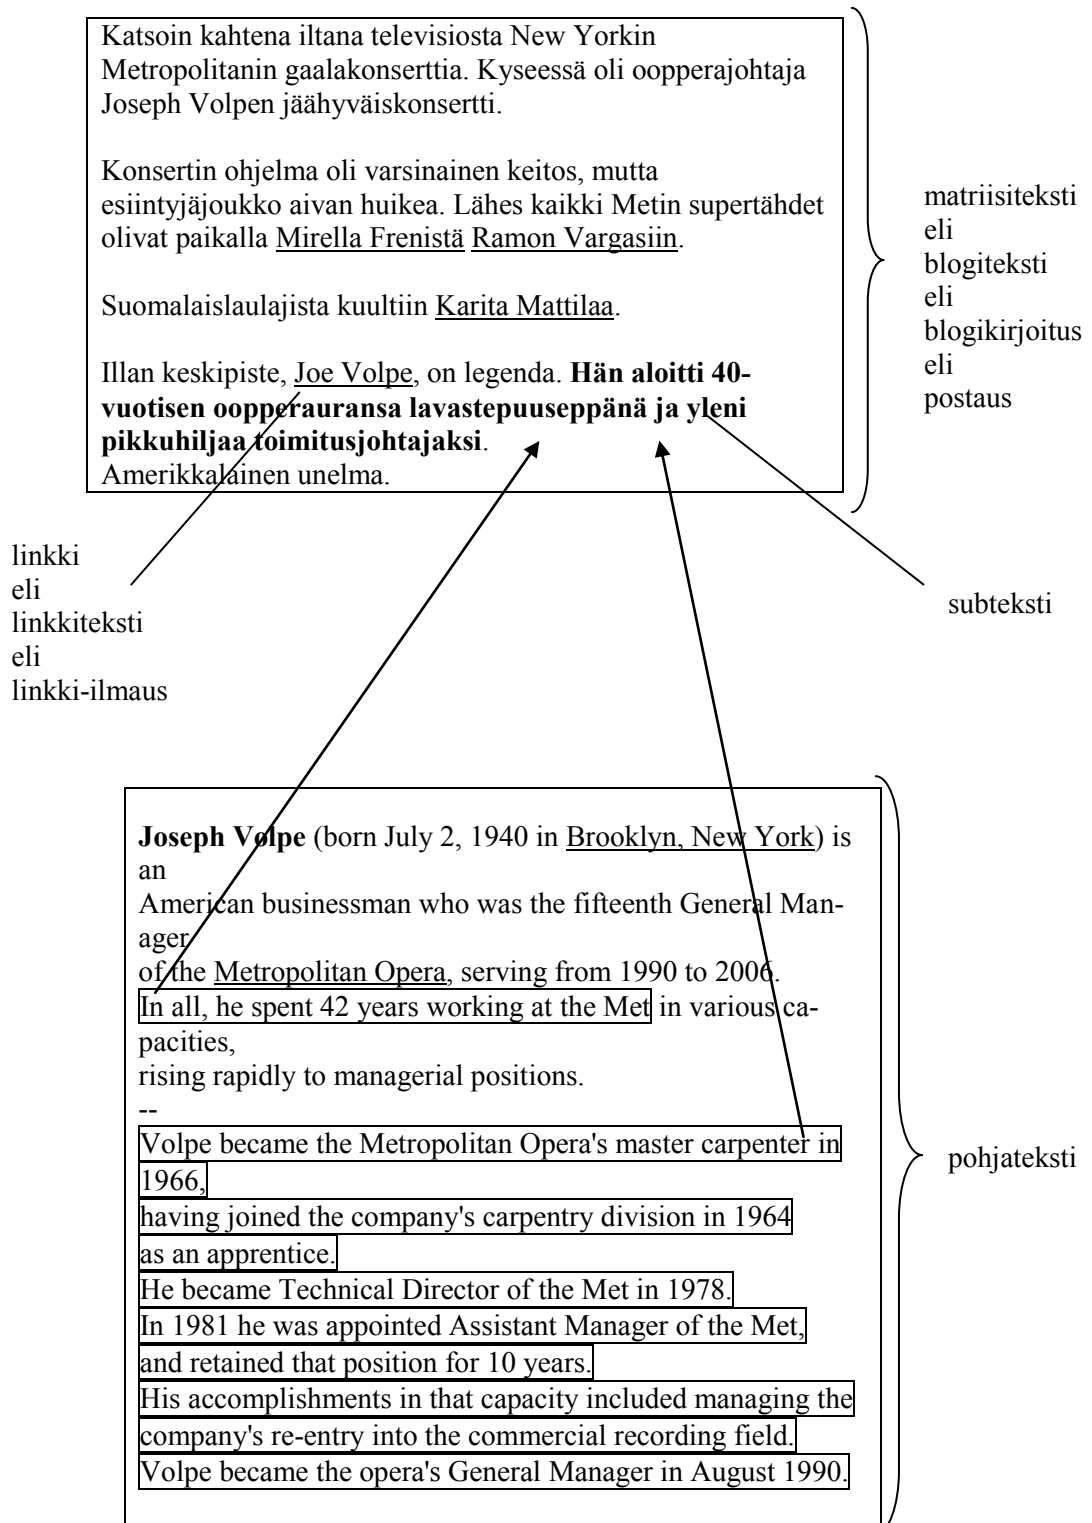 Katsoin kahtena iltana televisiosta New Yorkin
Metropolitanin gaalakonserttia. Kyseessä oli oopperajohtaja
Joseph Volpen jäähyväiskonsertti.
Konsertin ohjelma oli varsinainen keitos, mutta
esiintyjäjoukko aivan huikea. Lähes kaikki Metin supertähdet
olivat paikalla Mirella Frenistä Ramon Vargasiin.
Suomalaislaulajista kuultiin Karita Mattilaa.
Illan keskipiste, Joe Volpe, on legenda. Hän aloitti 40-
vuotisen oopperauransa lavastepuuseppänä ja yleni
pikkuhiljaa toimitusjohtajaksi.
Amerikkalainen unelma.
matriisiteksti
eli
blogiteksti
eli
blogikirjoitus
eli
postaus
linkki
eli
linkkiteksti
eli
linkki-ilmaus
subteksti
Joseph Volpe (born July 2, 1940 in Brooklyn, New York) is
an
American businessman who was the fifteenth General Man-
ager
of the Metropolitan Opera, serving from 1990 to 2006.
In all, he spent 42 years working at the Met in various ca-
pacities,
rising rapidly to managerial positions.
--
Volpe became the Metropolitan Opera's master carpenter in
1966,
having joined the company's carpentry division in 1964
as an apprentice.
He became Technical Director of the Met in 1978.
In 1981 he was appointed Assistant Manager of the Met,
and retained that position for 10 years.
His accomplishments in that capacity included managing the
company's re-entry into the commercial recording field.
Volpe became the opera's General Manager in August 1990.
pohjateksti